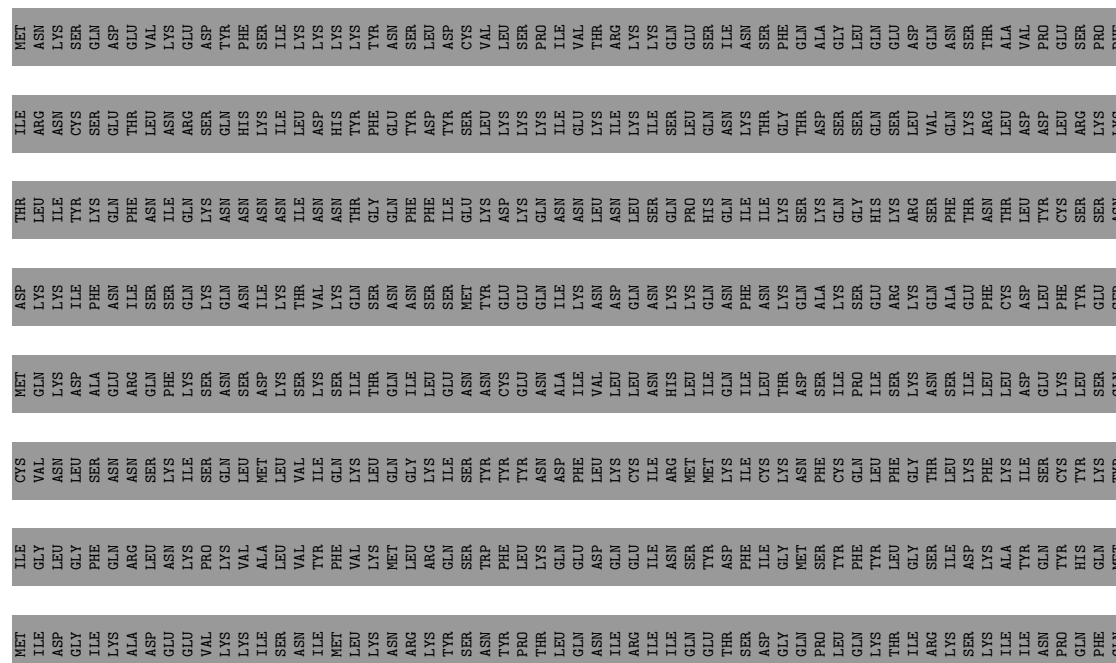 MET ASN LYS SER GLN ASP GLU VAL LYS GLU ASP TYR PHE SER ILE LYS LYS LYS LYS TYR ASN SER LEU ASP CYS VAL LEU SER PRO ILE VAL THR ARG LYS LYS GLN GLU SER ILE ASN SER PHE GLN ALA GLY LEU GLN GLU ASP GLN ASN SER THR ALA VAL PRO GLU SER PRO
ILE ARG ASN CYS SER GLU THR LEU ASN ARG SER GLN HIS LYS ILE LEU ASP HIS TYR PHE GLU TYR ASP TYR SER LEU LYS LYS LYS ILE GLU LYS ILE LYS ILE SER LEU GLN ASN LYS THR GLY THR ASP SER SER GLN SER LEU VAL GLN LYS ARG LEU ASP ASP LEU ARG LYS
THR LEU ILE TYR LYS GLN PHE ASN ILE GLN LYS ASN ASN ASN ASN ILE ASN ASN THR GLY GLN PHE PHE ILE GLU LYS ASP LYS GLN ASN ASN LEU ASN LEU SER GLN PRO HIS GLN ILE ILE LYS SER LYS GLN GLY HIS LYS ARG SER PHE THR ASN THR LEU TYR CYS SER SER
ASP LYS LYS ILE PHE ASN ILE SER SER GLN LYS GLN ASN ILE LYS THR VAL LYS GLN SER ASN ASN SER SER MET TYR GLU GLU GLN ILE LYS ASN ASP GLN ASN LYS LYS GLN ASN PHE ASN LYS GLN ALA LYS SER GLU ARG LYS GLN ALA GLU PHE CYS ASP LEU PHE TYR GLU
MET GLN LYS ASP ALA GLU ARG GLN PHE LYS SER ASN SER ASP LYS SER LYS SER ILE THR GLN ILE LEU GLU ASN ASN CYS GLU ASN ALA ILE VAL LEU LEU ASN HIS LEU ILE GLN ILE LEU THR ASP SER ILE PRO ILE SER LYS ASN SER ILE LEU LEU ASP GLU LYS LEU SER
CYS VAL ASN LEU SER ASN ASN SER LYS ILE SER GLN LEU MET LEU VAL ILE GLN LYS LEU GLN GLY LYS ILE SER TYR TYR TYR ASN ASP PHE LEU LYS CYS ILE ARG MET MET LYS ILE CYS LYS ASN PHE CYS GLN LEU PHE GLY THR LEU LYS PHE LYS ILE SER CYS TYR LYS
ILE GLY LEU GLY PHE GLN ARG LEU ASN LYS PRO LYS VAL ALA LEU VAL TYR PHE VAL LYS MET LEU ARG GLN SER TRP PHE LEU LYS GLN GLU ASP GLN GLU ILE ASN SER TYR ASP PHE ILE GLY MET SER TYR PHE TYR LEU GLY SER ILE ASP LYS ALA TYR GLN TYR HIS GLN
MET ILE ASP GLY ILE LYS ALA ASP GLU GLU VAL LYS LYS ILE SER ASN ILE MET LEU LYS ASN ARG LYS TYR SER ASN TYR PRO THR LEU GLN ASN ILE ARG ILE ILE GLN GLU THR SER ASP GLY GLN PRO LEU GLN LYS THR ILE ARG SER LYS ILE ILE ASN PRO GLN PHE